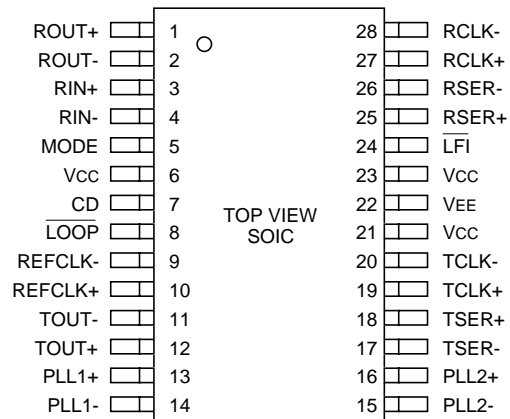 ROUT+ 1 28 RCLK-
ROUT- 2 27 RCLK+
RIN+ 3 26 RSER-
RIN- 4 25 RSER+
MODE 5 24 LFI
VCC 6 23 VCC
CD 7 22 VEE
LOOP 8 21 VCC
REFCLK- 9 20 TCLK-
REFCLK+ 10 19 TCLK+
TOUT- 11 18 TSER+
TOUT+ 12 17 TSER-
PLL1+ 13 16 PLL2+
PLL1- 14 15 PLL2-
TOP VIEW
SOIC